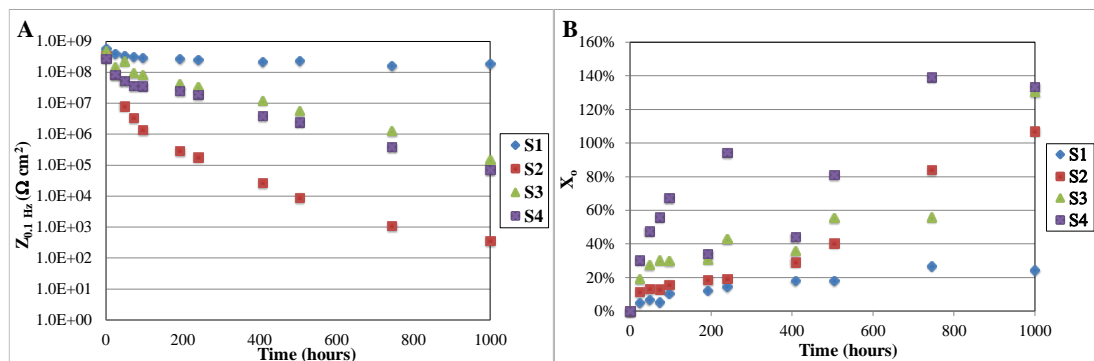 A
1.0E+09
1.0E+08
1.0E+07
1.0E+06
1.0E+05
1.0E+04
1.0E+03
1.0E+02
1.0E+01
1.0E+00
Z0.1 Hz (Ω cm²)
0 200 400 600 800 1000
Time (hours)
S1
S2
S3
S4
B
160%
140%
120%
100%
80%
60%
40%
20%
0%
Xo
0 200 400 600 800 1000
Time (hours)
S1
S2
S3
S4